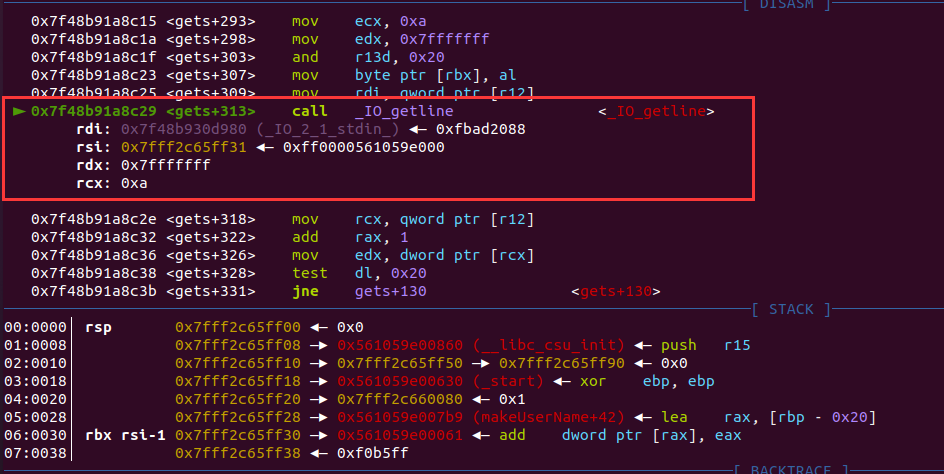 [ DISASM ]
0x7f48b91a8c15 <gets+293> mov ecx, 0xa
0x7f48b91a8c1a <gets+298> mov edx, 0x7fffffff
0x7f48b91a8c1f <gets+303> and r13d, 0x20
0x7f48b91a8c23 <gets+307> mov byte ptr [rbx], al
0x7f48b91a8c25 <gets+309> mov rdi, qword ptr [r12]
► 0x7f48b91a8c29 <gets+313> call _IO_getline <_IO_getline>
rdi: 0x7f48b930d980 (_IO_2_1_stdin_) ◂— 0xfbad2088
rsi: 0x7fff2c65ff31 ◂— 0xff0000561059e000
rdx: 0x7fffffff
rcx: 0xa
0x7f48b91a8c2e <gets+318> mov rcx, qword ptr [r12]
0x7f48b91a8c32 <gets+322> add rax, 1
0x7f48b91a8c36 <gets+326> mov edx, dword ptr [rcx]
0x7f48b91a8c38 <gets+328> test dl, 0x20
0x7f48b91a8c3b <gets+331> jne gets+130 <gets+130>
[ STACK ]
00:0000│ rsp 0x7fff2c65ff00 ◂— 0x0
01:0008│ 0x7fff2c65ff08 —▸ 0x561059e00860 (__libc_csu_init) ◂— push r15
02:0010│ 0x7fff2c65ff10 —▸ 0x7fff2c65ff50 —▸ 0x7fff2c65ff90 ◂— 0x0
03:0018│ 0x7fff2c65ff18 —▸ 0x561059e00630 (_start) ◂— xor ebp, ebp
04:0020│ 0x7fff2c65ff20 —▸ 0x7fff2c660080 ◂— 0x1
05:0028│ 0x7fff2c65ff28 —▸ 0x561059e007b9 (makeUserName+42) ◂— lea rax, [rbp - 0x20]
06:0030│ rbx rsi-1 0x7fff2c65ff30 —▸ 0x561059e00061 ◂— add dword ptr [rax], eax
07:0038│ 0x7fff2c65ff38 ◂— 0xf0b5ff
[ BACKTRACE ]